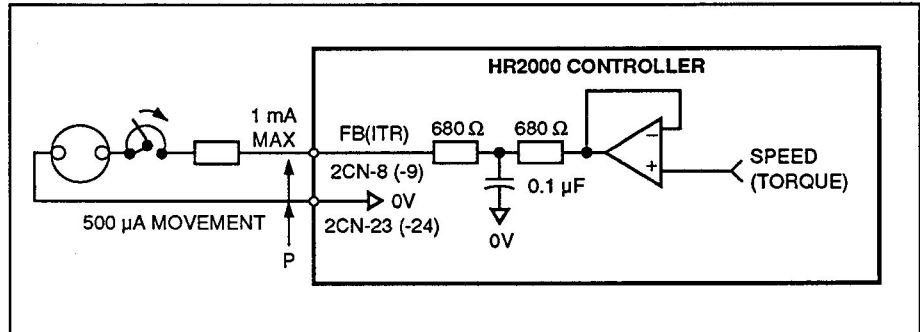 HR2000 CONTROLLER
1 mA
MAX
FB(ITR)
680 Ω
680 Ω
−
+
SPEED
(TORQUE)
2CN-8 (-9)
0.1 µF
0V
500 µA MOVEMENT
2CN-23 (-24)
0V
P